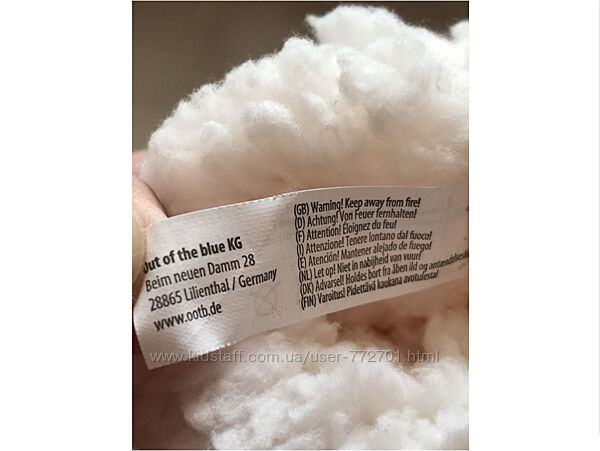 out of the blue KG
Beim neuen Damm 28
28865 Lilienthal / Germany
www.ootb.de
(GB) Warning! Keep away from fire!
(D) Achtung! Von Feuer fernhalten!
(F) Attention! Éloignez du feu!
(I) Attenzione! Tenere lontano dal fuoco!
(E) Atención! Mantener alejado de fuego!
(NL) Let op! Niet in nabijheid van vuur!
(DK) Advarsel! Holdes bort fra åben ild og
(FIN) Varoitus! Pidettävä kaukana avotulesta!
www.kidstaff.com.ua/user-772701.html